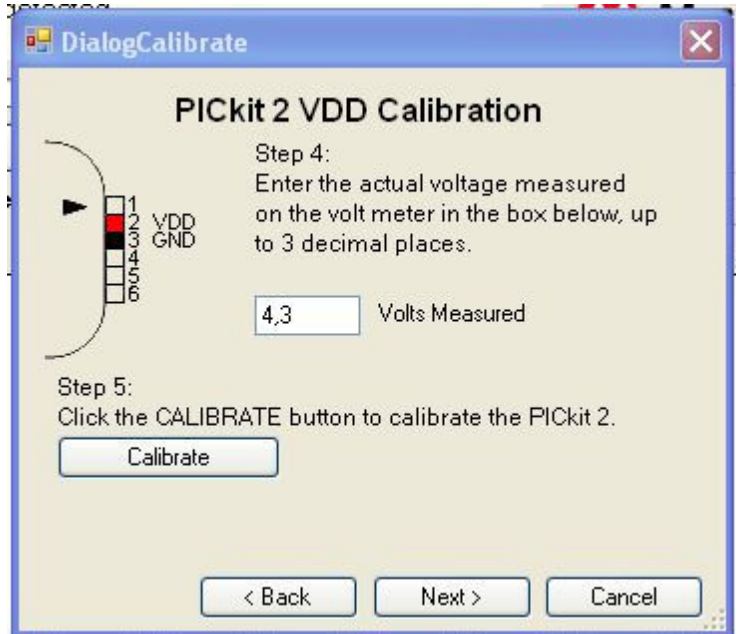 DialogCalibrate
PICkit 2 VDD Calibration
Step 4:
Enter the actual voltage measured
on the volt meter in the box below, up
to 3 decimal places.
1
2 VDD
3 GND
4
5
6
4,3 Volts Measured
Step 5:
Click the CALIBRATE button to calibrate the PICkit 2.
Calibrate
< Back Next > Cancel